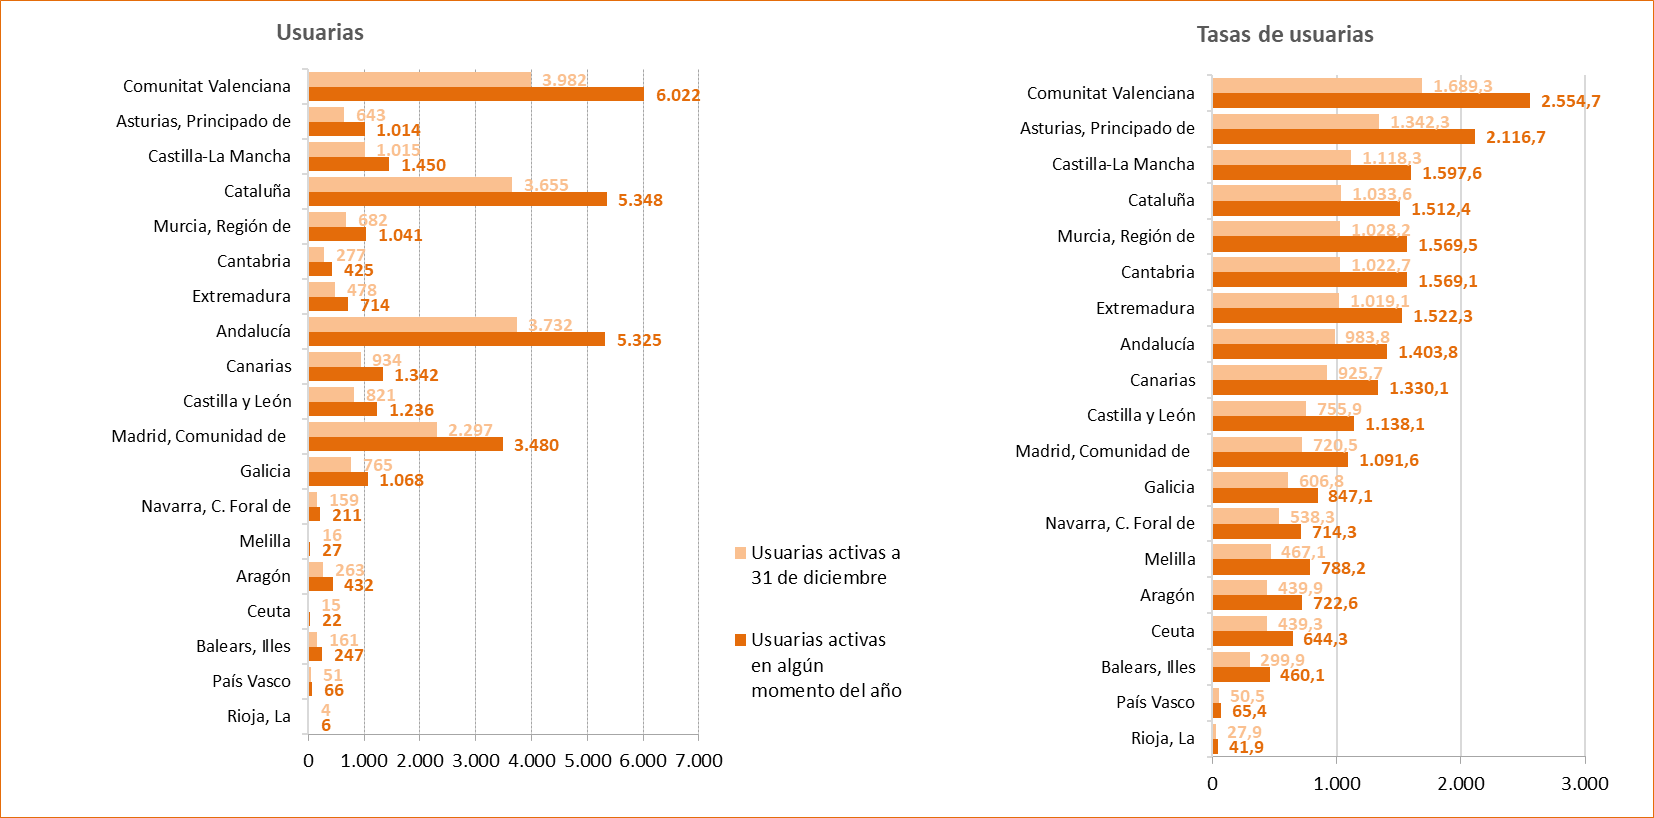 Usuarias
Comunitat Valenciana
3.982
6.022
Asturias, Principado de
643
1.014
Castilla-La Mancha
1.015
1.450
Cataluña
3.655
5.348
Murcia, Región de
682
1.041
Cantabria
277
425
Extremadura
478
714
Andalucía
3.732
5.325
Canarias
934
1.342
Castilla y León
821
1.236
Madrid, Comunidad de
2.297
3.480
Galicia
765
1.068
Navarra, C. Foral de
159
211
Melilla
16
27
Aragón
263
432
Ceuta
15
22
Balears, Illes
161
247
País Vasco
51
66
Rioja, La
4
6
0 1.000 2.000 3.000 4.000 5.000 6.000 7.000
Usuarias activas a
31 de diciembre
Usuarias activas
en algún
momento del año
Tasas de usuarias
Comunitat Valenciana
1.689,3
2.554,7
Asturias, Principado de
1.342,3
2.116,7
Castilla-La Mancha
1.118,3
1.597,6
Cataluña
1.033,6
1.512,4
Murcia, Región de
1.028,2
1.569,5
Cantabria
1.022,7
1.569,1
Extremadura
1.019,1
1.522,3
Andalucía
983,8
1.403,8
Canarias
925,7
1.330,1
Castilla y León
755,9
1.138,1
Madrid, Comunidad de
720,5
1.091,6
Galicia
606,8
847,1
Navarra, C. Foral de
538,3
714,3
Melilla
467,1
788,2
Aragón
439,9
722,6
Ceuta
439,3
644,3
Balears, Illes
299,9
460,1
País Vasco
50,5
65,4
Rioja, La
27,9
41,9
0 1.000 2.000 3.000